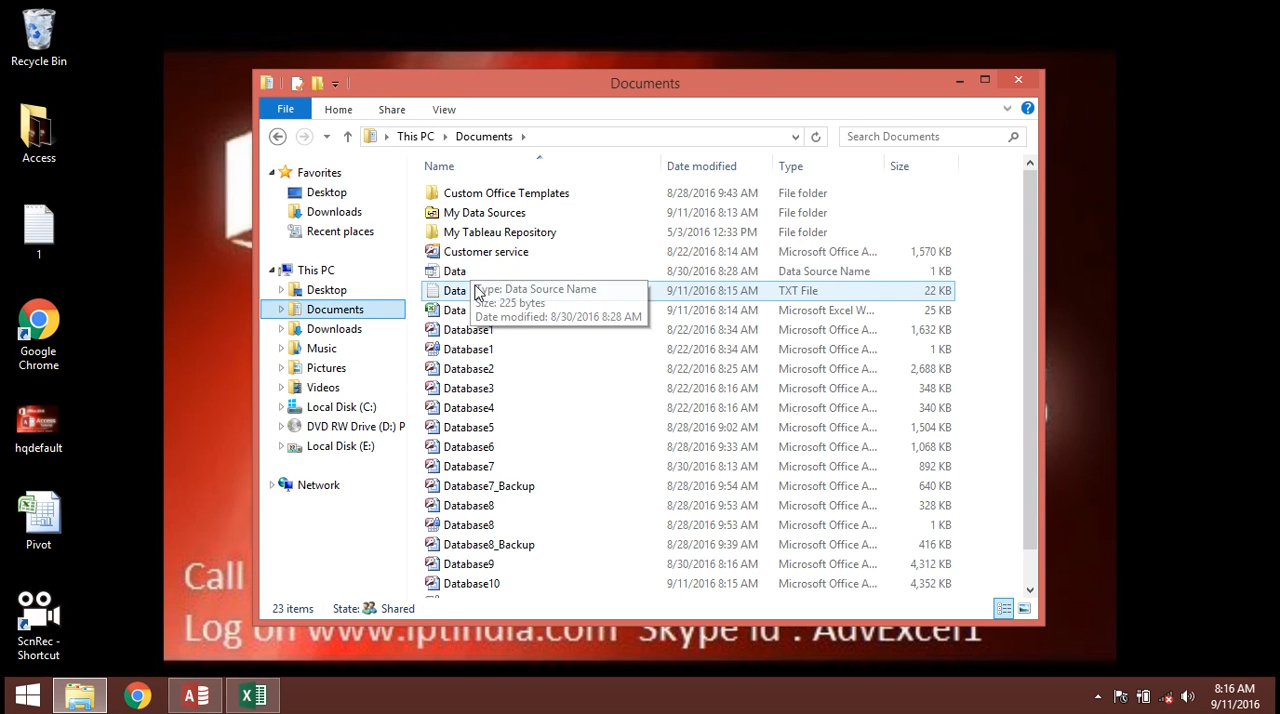 Recycle Bin
Access
1
Google
Chrome
hqdefault
Pivot
ScnRec -
Shortcut
Documents
File Home Share View
This PC Documents
Search Documents
Favorites
Desktop
Downloads
Recent places
This PC
Desktop
Documents
Downloads
Music
Pictures
Videos
Local Disk (C:)
DVD RW Drive (D:) P
Local Disk (E:)
Network
Name Date modified Type Size
Custom Office Templates 8/28/2016 9:43 AM File folder
My Data Sources 9/11/2016 8:13 AM File folder
My Tableau Repository 5/3/2016 12:33 PM File folder
Customer service 8/22/2016 8:14 AM Microsoft Office A... 1,570 KB
Data 8/30/2016 8:28 AM Data Source Name 1 KB
Data 9/11/2016 8:15 AM TXT File 22 KB
Data 9/11/2016 8:14 AM Microsoft Excel W... 25 KB
Type: Data Source Name
Size: 225 bytes
Date modified: 8/30/2016 8:28 AM
Database1 8/22/2016 8:34 AM Microsoft Office A... 1,632 KB
Database1 8/22/2016 8:34 AM Microsoft Office A... 1 KB
Database2 8/22/2016 8:25 AM Microsoft Office A... 2,688 KB
Database3 8/22/2016 8:16 AM Microsoft Office A... 348 KB
Database4 8/22/2016 8:16 AM Microsoft Office A... 340 KB
Database5 8/28/2016 9:02 AM Microsoft Office A... 1,504 KB
Database6 8/28/2016 9:33 AM Microsoft Office A... 1,068 KB
Database7 8/30/2016 8:13 AM Microsoft Office A... 892 KB
Database7_Backup 8/28/2016 9:54 AM Microsoft Office A... 640 KB
Database8 8/28/2016 9:53 AM Microsoft Office A... 328 KB
Database8 8/28/2016 9:53 AM Microsoft Office A... 1 KB
Database8_Backup 8/28/2016 9:39 AM Microsoft Office A... 416 KB
Database9 8/30/2016 8:16 AM Microsoft Office A... 4,312 KB
Database10 9/11/2016 8:15 AM Microsoft Office A... 4,352 KB
23 items State: Shared
Call
Log on www.iptindia.com Skype id : AdvExcel1
8:16 AM
9/11/2016